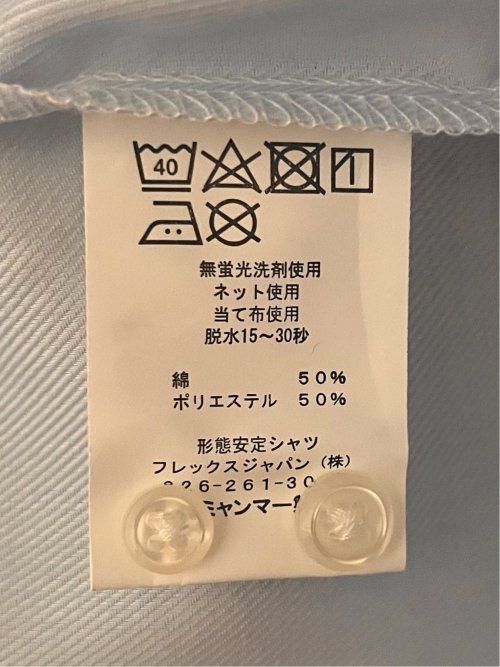 40
無蛍光洗剤使用
ネット使用
当て布使用
脱水15～30秒
綿 50%
ポリエステル 50%
形態安定シャツ
フレックスジャパン（株）
026-261-30
ミャンマー製